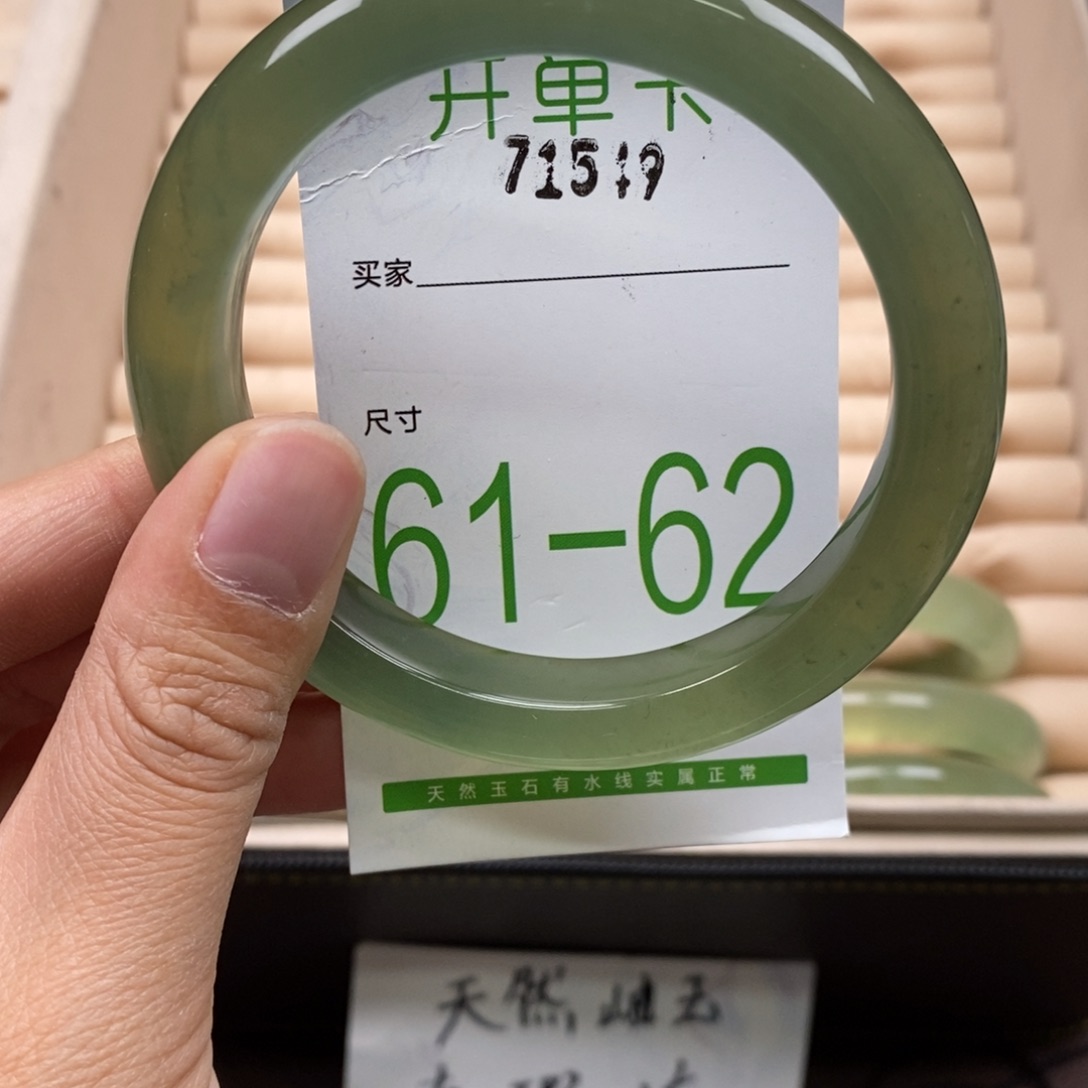 开单卡
71519
买家
尺寸
61-62
天然玉石有水线实属正常
天然岫玉